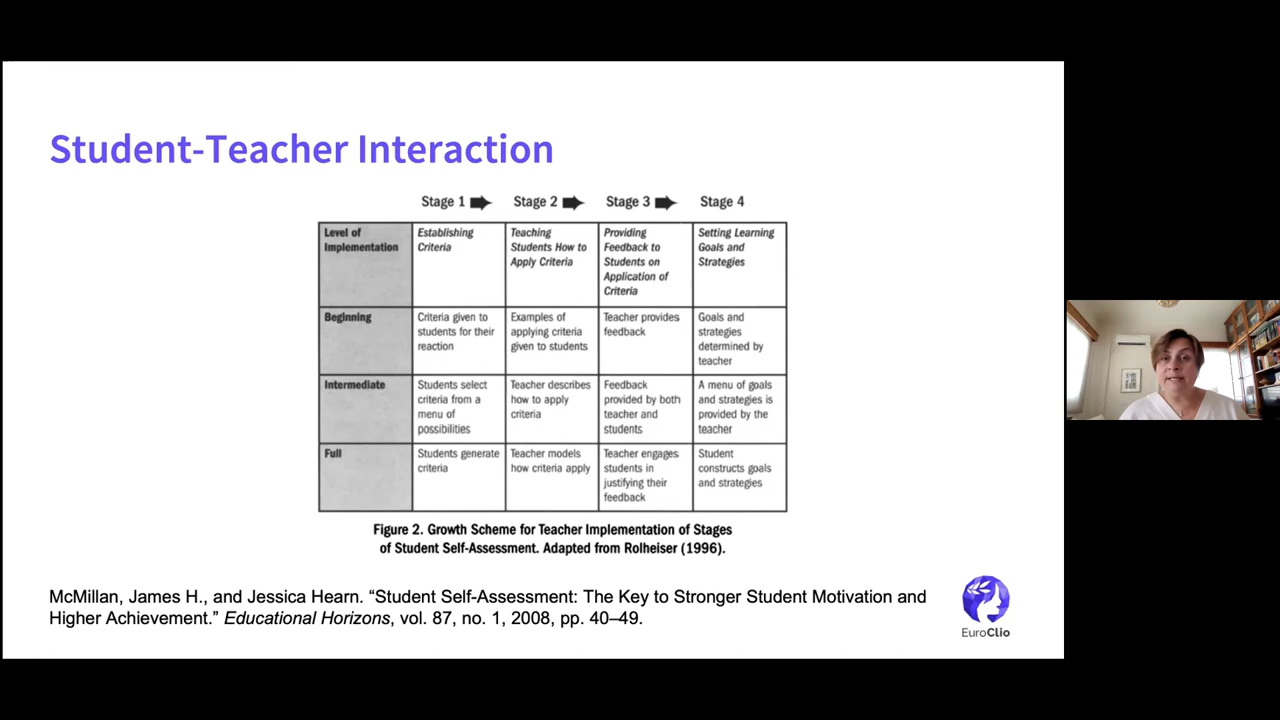 Student-Teacher Interaction
Stage 1
Stage 2
Stage 3
Stage 4
Level of
Implementation
Establishing
Criteria
Teaching
Students How to
Apply Criteria
Providing
Feedback to
Students on
Application of
Criteria
Setting Learning
Goals and
Strategies
Beginning
Criteria given to
students for their
reaction
Examples of
applying criteria
given to students
Teacher provides
feedback
Goals and
strategies
determined by
teacher
Intermediate
Students select
criteria from a
menu of
possibilities
Teacher describes
how to apply
criteria
Feedback
provided by both
teacher and
students
A menu of goals
and strategies is
provided by the
teacher
Full
Students generate
criteria
Teacher models
how criteria apply
Teacher engages
students in
justifying their
feedback
Student
constructs goals
and strategies
Figure 2. Growth Scheme for Teacher Implementation of Stages
of Student Self-Assessment. Adapted from Rolheiser (1996).
McMillan, James H., and Jessica Hearn. “Student Self-Assessment: The Key to Stronger Student Motivation and
Higher Achievement.” Educational Horizons, vol. 87, no. 1, 2008, pp. 40–49.
EuroClio